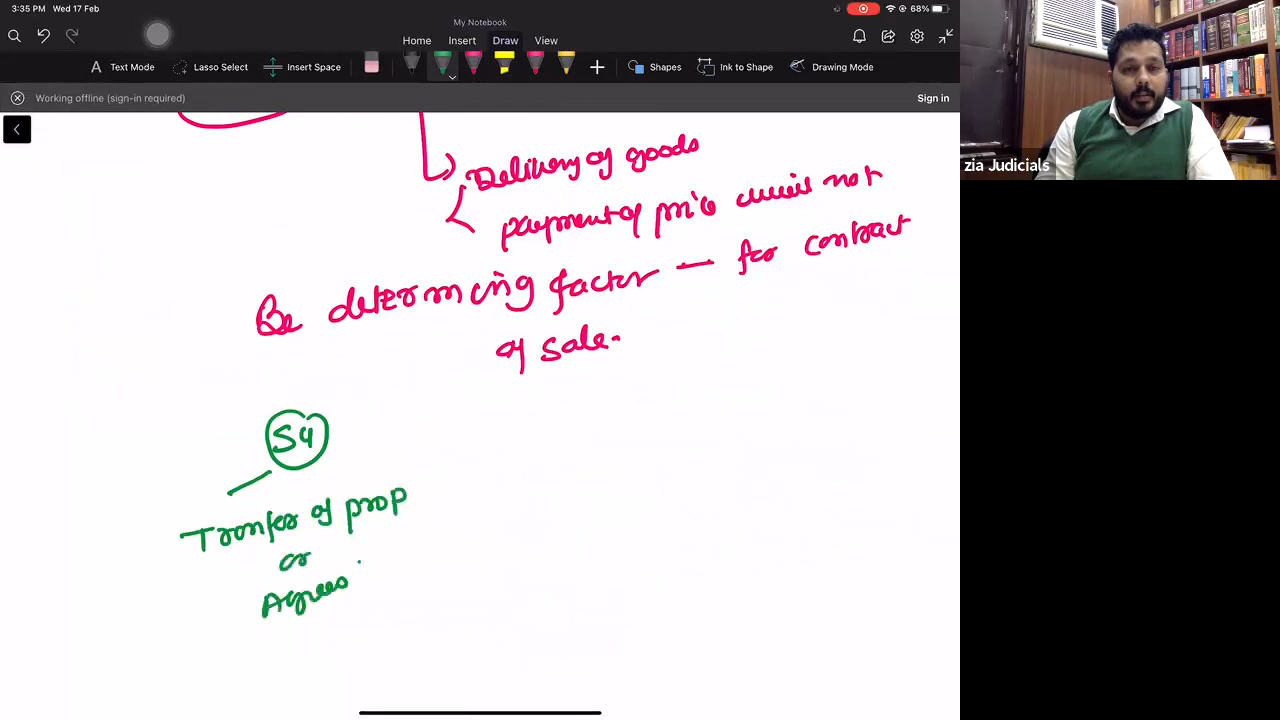 3:35 PM Wed 17 Feb
68%
My Notebook
Home Insert Draw View
Text Mode Lasso Select Insert Space Shapes Ink to Shape Drawing Mode
Working offline (sign-in required) Sign in
zia Judicials
Delivery of goods
payment of price not
Be determining factor — for contract
of sale.
S4
Tranfer of prop
or
Agrees